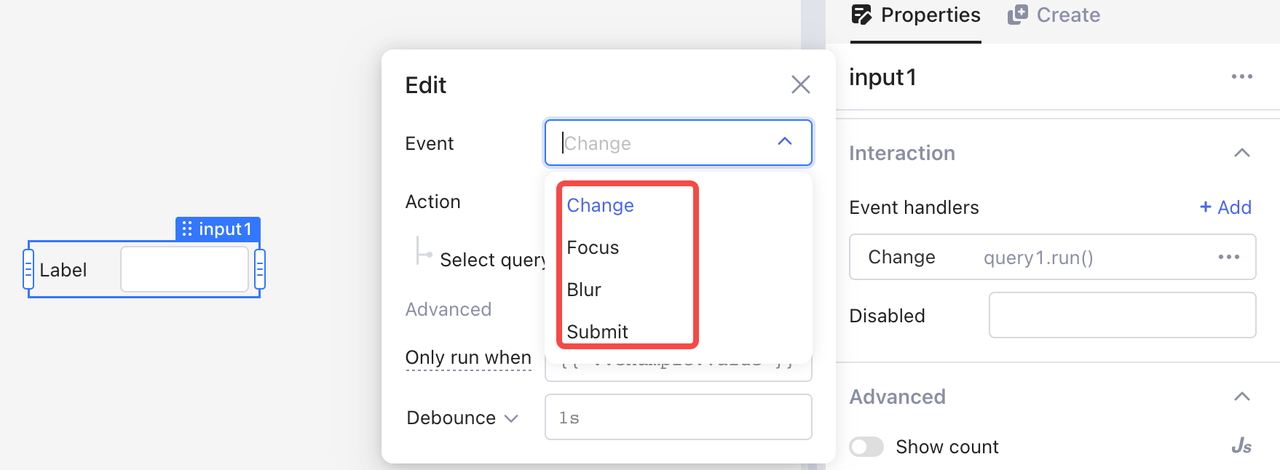 input1
Label
Edit
Event
Change
Action
Change
Focus
Blur
Submit
Select query
Advanced
Only run when
Debounce
1s
Properties
Create
input1
Interaction
Event handlers
+ Add
Change query1.run()
Disabled
Advanced
Show count
Js